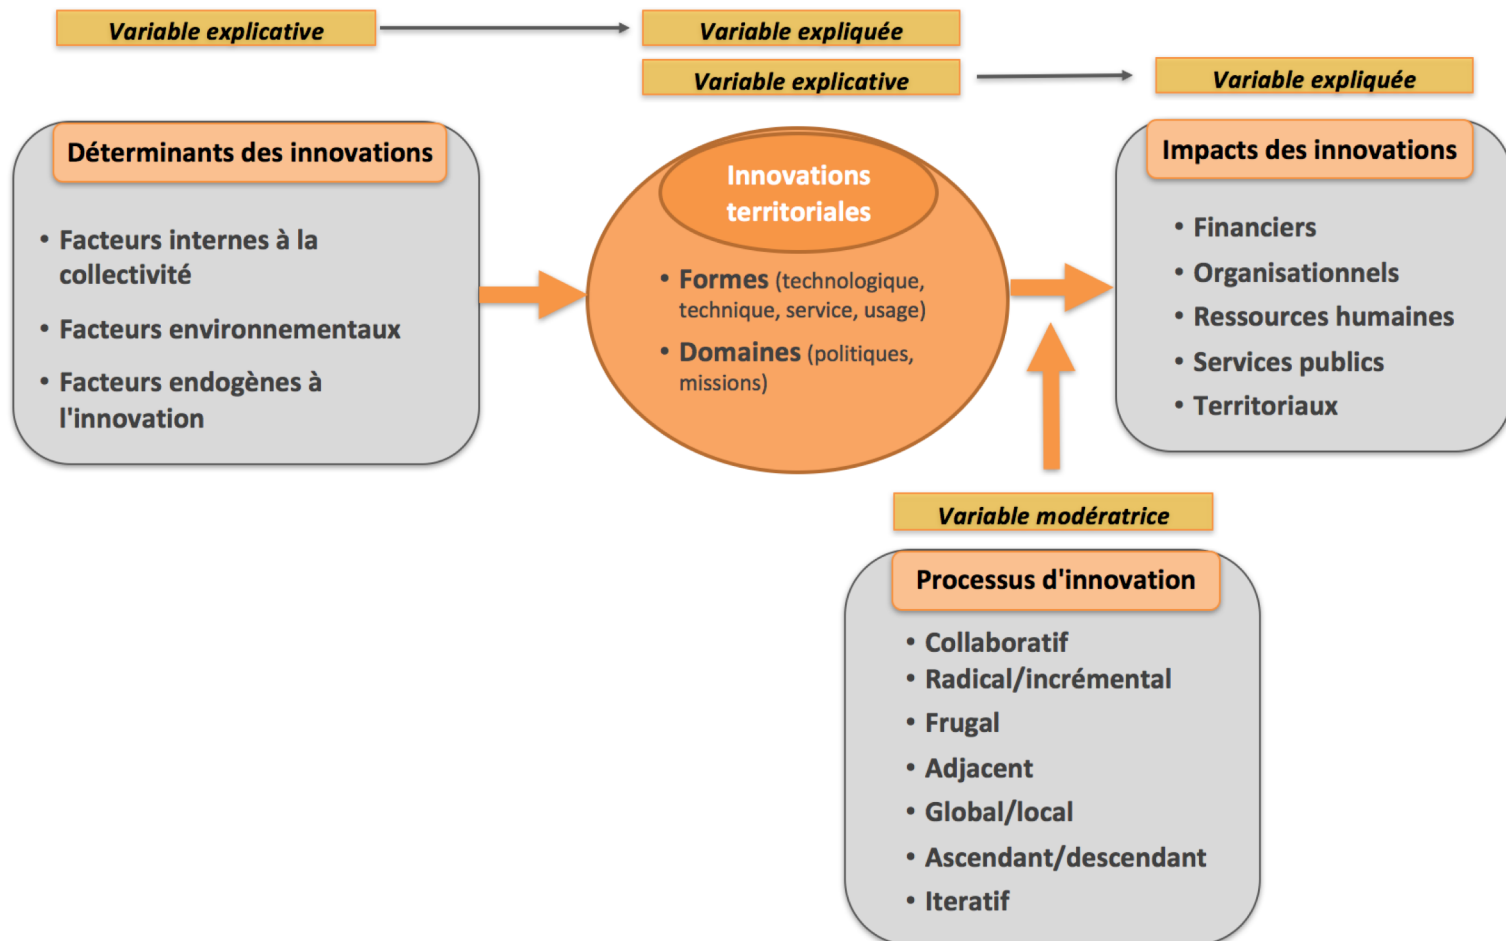 Variable explicative
Variable expliquée
Variable explicative
Variable expliquée
Déterminants des innovations
• Facteurs internes à la
collectivité
• Facteurs environnementaux
• Facteurs endogènes à
l'innovation
Innovations
territoriales
• Formes (technologique,
technique, service, usage)
• Domaines (politiques,
missions)
Impacts des innovations
• Financiers
• Organisationnels
• Ressources humaines
• Services publics
• Territoriaux
Variable modératrice
Processus d'innovation
• Collaboratif
• Radical/incrémental
• Frugal
• Adjacent
• Global/local
• Ascendant/descendant
• Iteratif